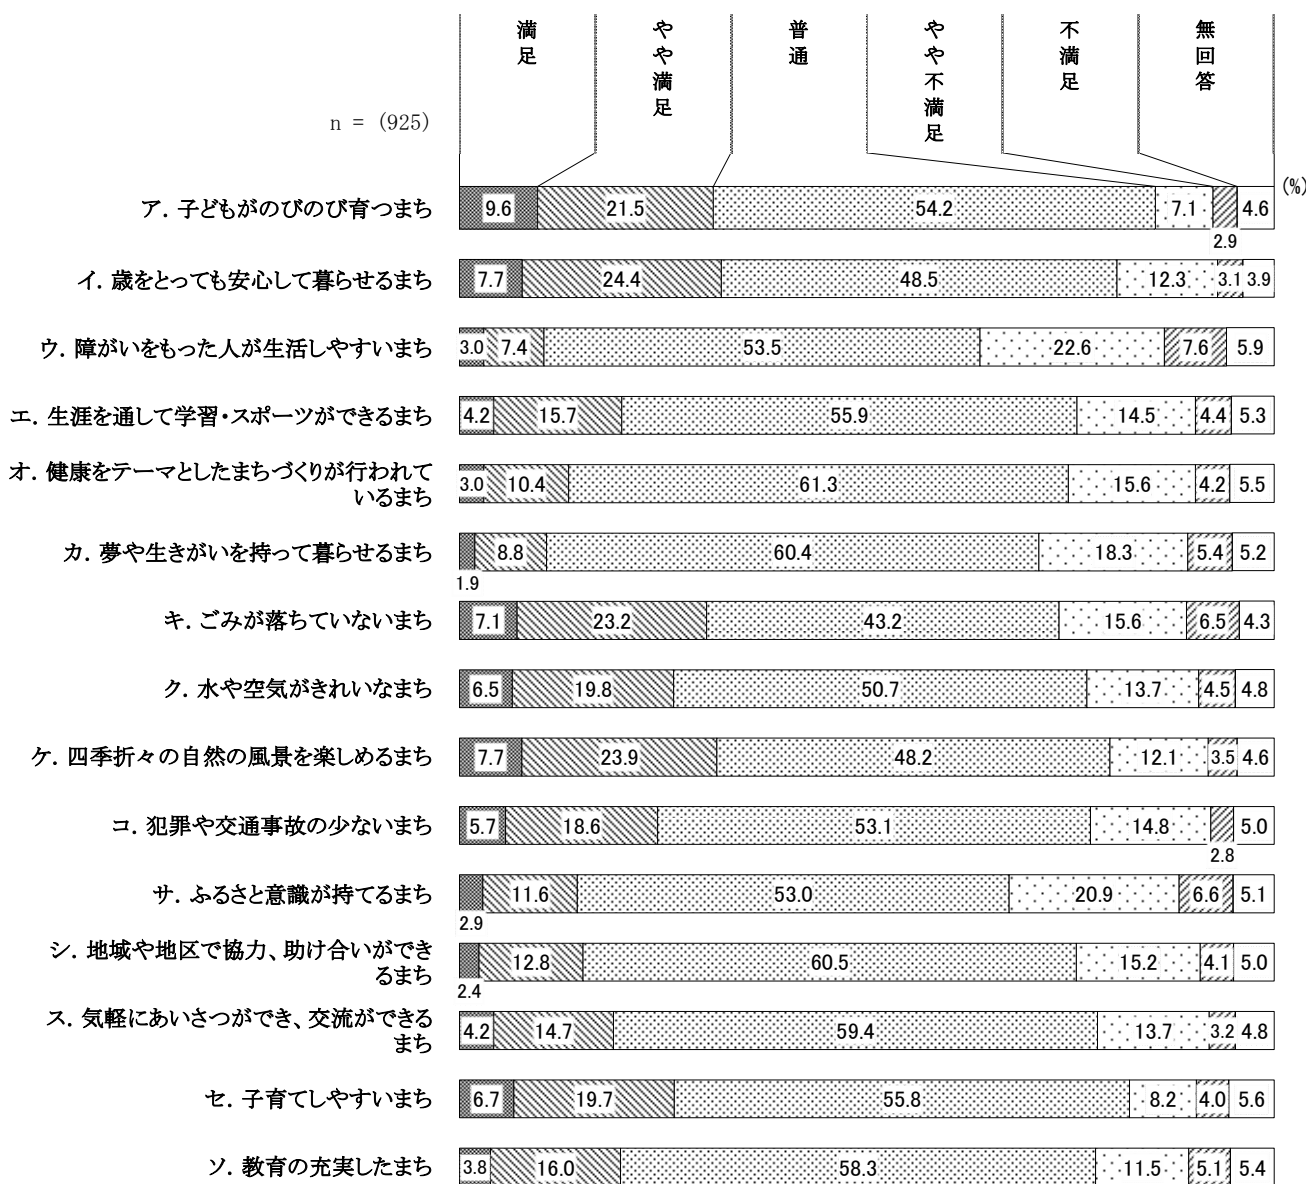 満足
やや満足
普通
やや不満足
不満足
無回答
n = (925)
(%)
ア．子どもがのびのび育つまち
9.6 21.5 54.2 7.1 4.6
2.9
イ．歳をとっても安心して暮らせるまち
7.7 24.4 48.5 12.3 3.1 3.9
ウ．障がいをもった人が生活しやすいまち
3.0 7.4 53.5 22.6 7.6 5.9
エ．生涯を通して学習・スポーツができるまち
4.2 15.7 55.9 14.5 4.4 5.3
オ．健康をテーマとしたまちづくりが行われて
いるまち
3.0 10.4 61.3 15.6 4.2 5.5
カ．夢や生きがいを持って暮らせるまち
8.8 60.4 18.3 5.4 5.2
1.9
キ．ごみが落ちていないまち
7.1 23.2 43.2 15.6 6.5 4.3
ク．水や空気がきれいなまち
6.5 19.8 50.7 13.7 4.5 4.8
ケ．四季折々の自然の風景を楽しめるまち
7.7 23.9 48.2 12.1 3.5 4.6
コ．犯罪や交通事故の少ないまち
5.7 18.6 53.1 14.8 5.0
2.8
サ．ふるさと意識が持てるまち
11.6 53.0 20.9 6.6 5.1
2.9
シ．地域や地区で協力、助け合いができ
るまち
12.8 60.5 15.2 4.1 5.0
2.4
ス．気軽にあいさつができ、交流ができる
まち
4.2 14.7 59.4 13.7 3.2 4.8
セ．子育てしやすいまち
6.7 19.7 55.8 8.2 4.0 5.6
ソ．教育の充実したまち
3.8 16.0 58.3 11.5 5.1 5.4